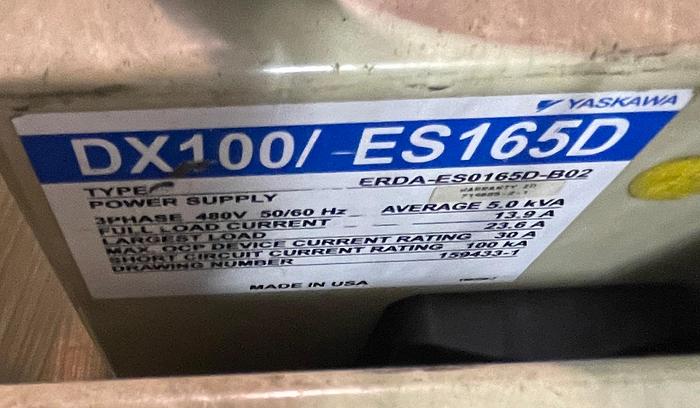 YASKAWA
DX100/ ES165D
TYPE ERDA-ES0165D-B02
POWER SUPPLY
3PHASE 480V 50/60 Hz AVERAGE 5.0 kVA
FULL LOAD CURRENT 13.9 A
LARGEST LOAD 23.6 A
OCP DEVICE CURRENT RATING 30 A
SHORT CIRCUIT CURRENT RATING 100 kA
DRAWING NUMBER 159433-1
MADE IN USA